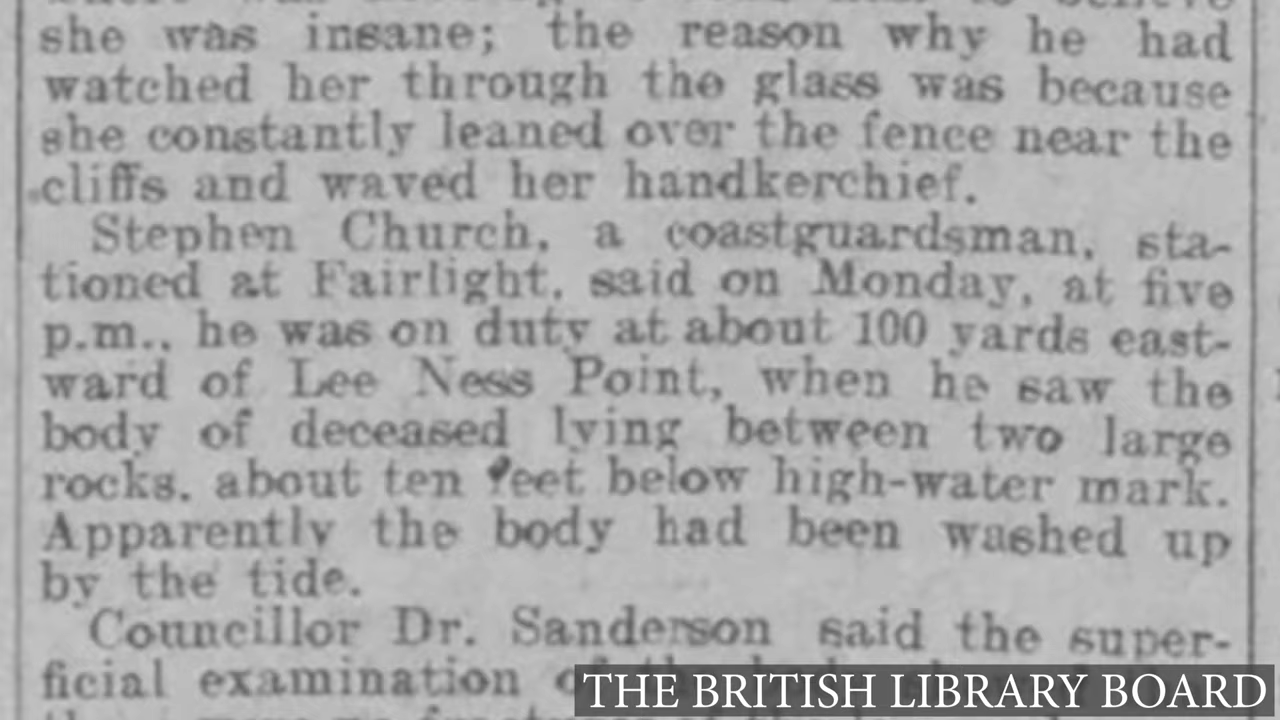 she was insane; the reason why he had
watched her through the glass was because
she constantly leaned over the fence near the
cliffs and waved her handkerchief.
Stephen Church, a coastguardsman, sta-
tioned at Fairlight, said on Monday, at five
p.m., he was on duty at about 100 yards east-
ward of Lee Ness Point, when he saw the
body of deceased lying between two large
rocks, about ten feet below high-water mark.
Apparently the body had been washed up
by the tide.
Councillor Dr. Sanderson said the super-
ficial examination
THE BRITISH LIBRARY BOARD